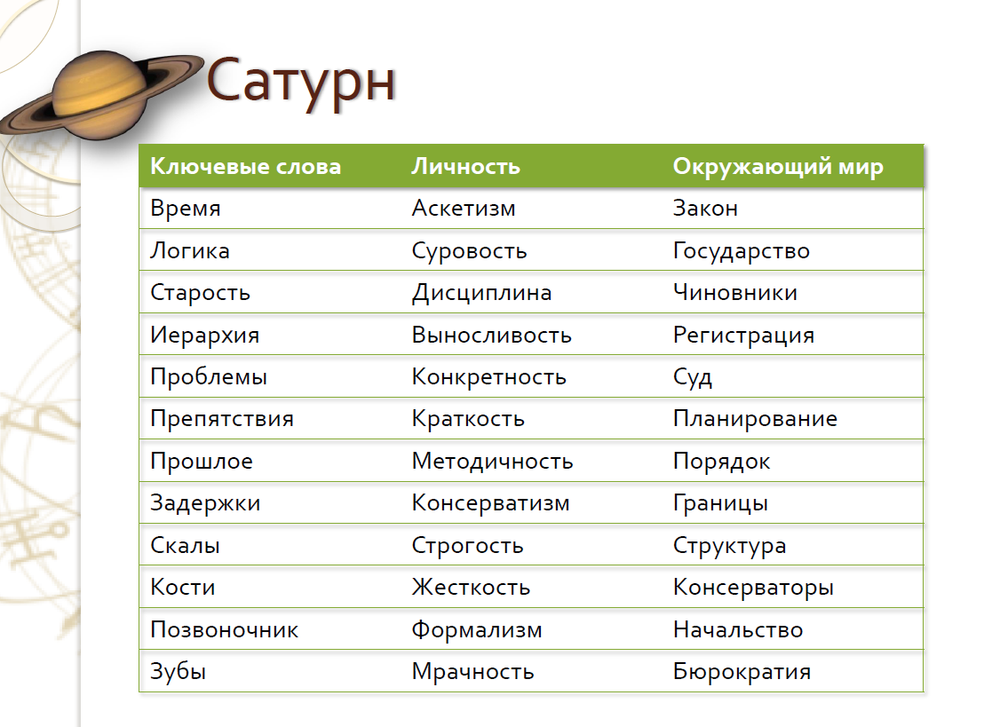 Сатурн
Ключевые слова Личность Окружающий мир
Время Аскетизм Закон
Логика Суровость Государство
Старость Дисциплина Чиновники
Иерархия Выносливость Регистрация
Проблемы Конкретность Суд
Препятствия Краткость Планирование
Прошлое Методичность Порядок
Задержки Консерватизм Границы
Скалы Строгость Структура
Кости Жесткость Консерваторы
Позвоночник Формализм Начальство
Зубы Мрачность Бюрократия